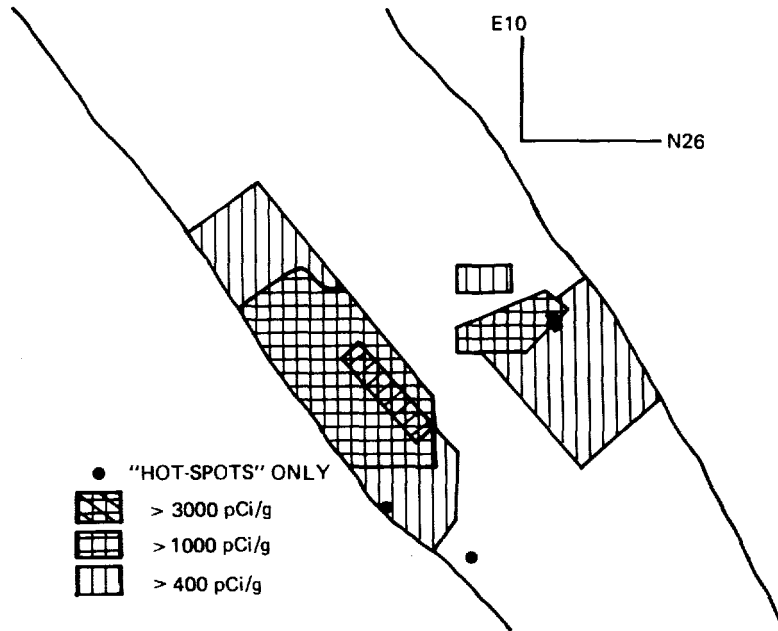 E10
N26
"HOT-SPOTS" ONLY
> 3000 pCi/g
> 1000 pCi/g
> 400 pCi/g